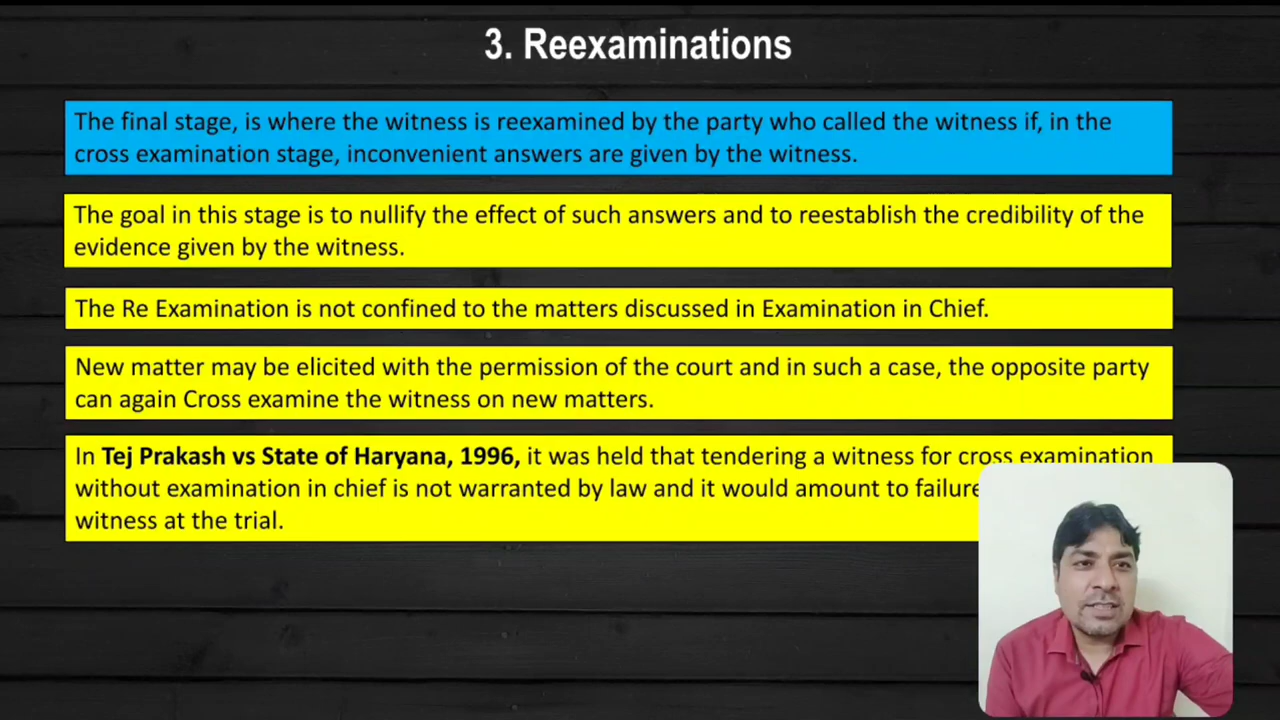 3. Reexaminations
The final stage, is where the witness is reexamined by the party who called the witness if, in the
cross examination stage, inconvenient answers are given by the witness.
The goal in this stage is to nullify the effect of such answers and to reestablish the credibility of the
evidence given by the witness.
The Re Examination is not confined to the matters discussed in Examination in Chief.
New matter may be elicited with the permission of the court and in such a case, the opposite party
can again Cross examine the witness on new matters.
In Tej Prakash vs State of Haryana, 1996, it was held that tendering a witness for cross examination
without examination in chief is not warranted by law and it would amount to failure
witness at the trial.